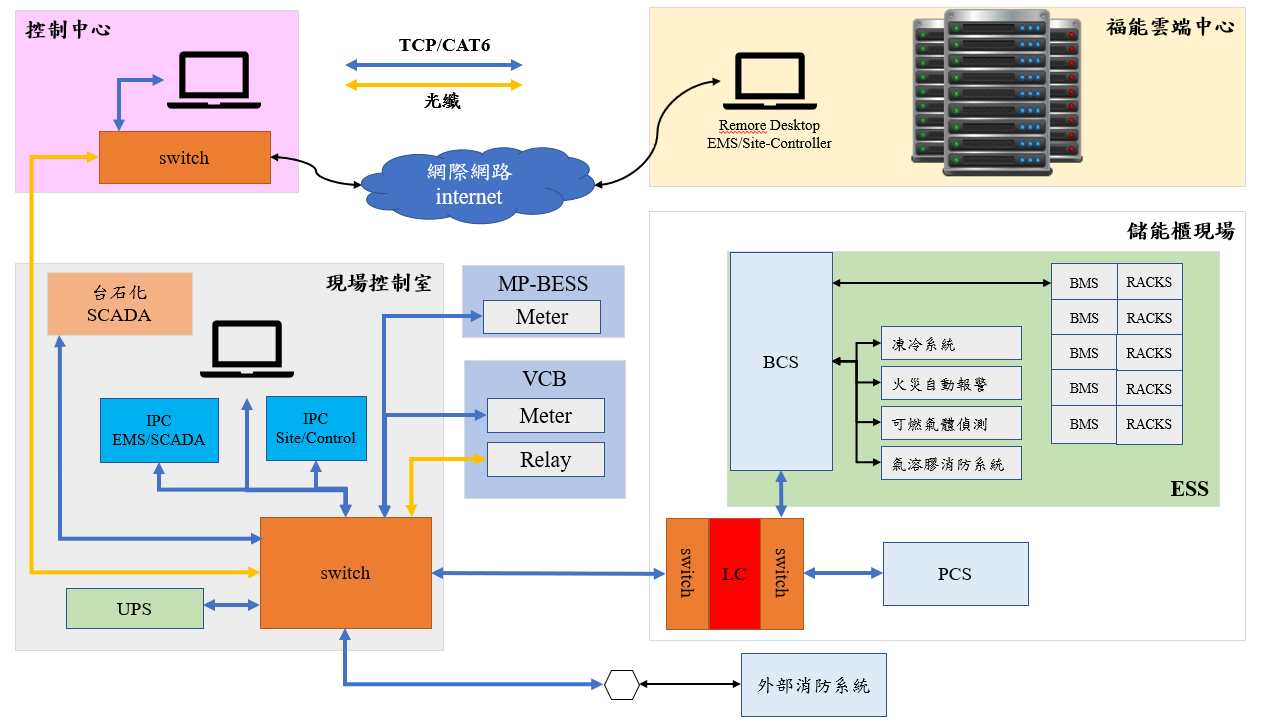 控制中心
switch
TCP/CAT6
光纖
網際網路
internet
福能雲端中心
Remore Desktop
EMS/Site-Controller
現場控制室
台石化
SCADA
IPC
EMS/SCADA
IPC
Site/Control
switch
UPS
MP-BESS
Meter
VCB
Meter
Relay
儲能櫃現場
BCS
凍冷系統
火災自動報警
可燃氣體偵測
氣溶膠消防系統
BMS
RACKS
BMS
RACKS
BMS
RACKS
BMS
RACKS
BMS
RACKS
ESS
switch
LC
switch
PCS
外部消防系統